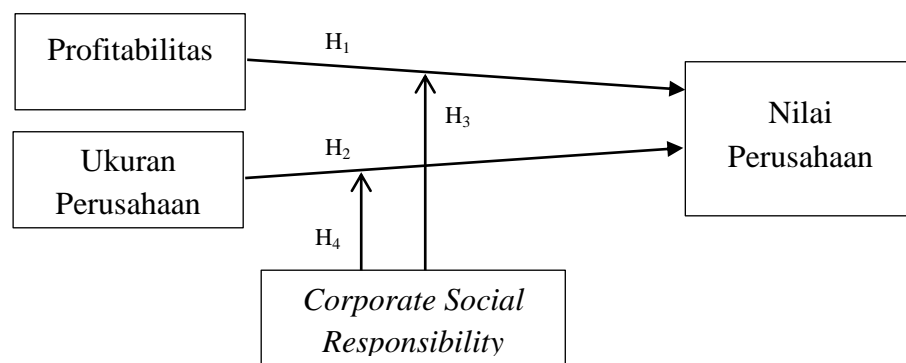 Profitabilitas
H₁
Nilai
Perusahaan
H₃
Ukuran
Perusahaan
H₂
H₄
Corporate Social
Responsibility